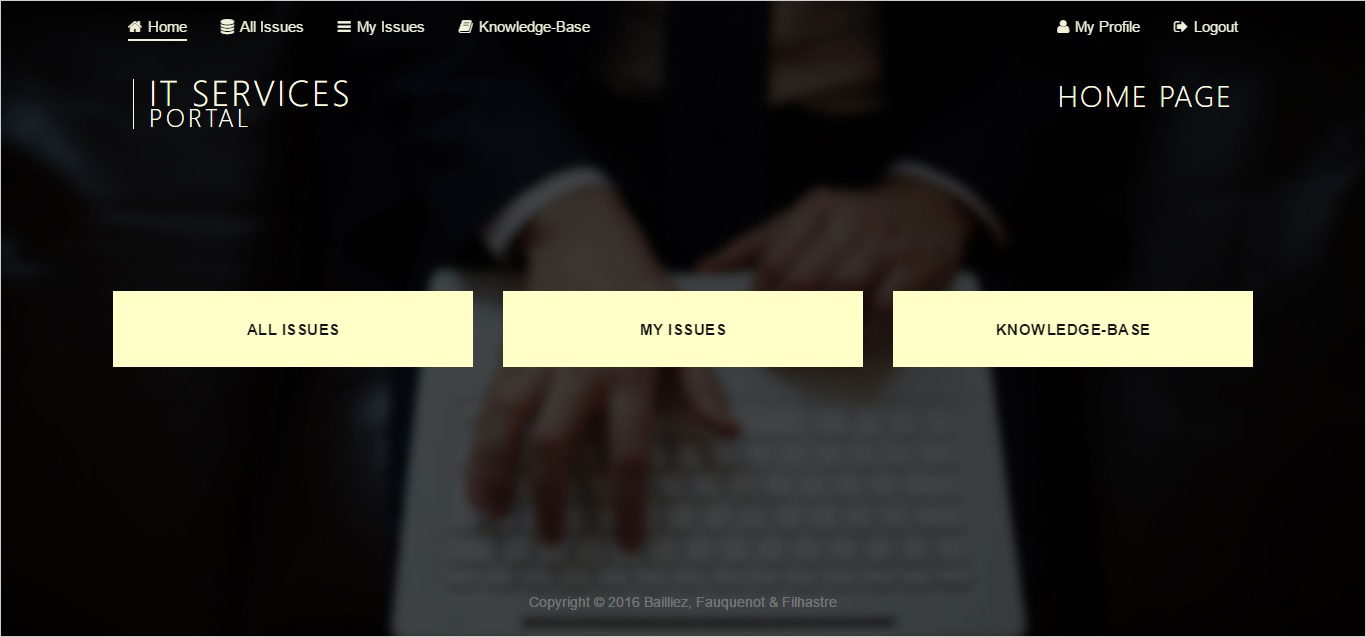 Home All Issues My Issues Knowledge-Base My Profile Logout
IT SERVICES
PORTAL
HOME PAGE
ALL ISSUES MY ISSUES KNOWLEDGE-BASE
Copyright © 2016 Bailliez, Fauquenot & Filhastre